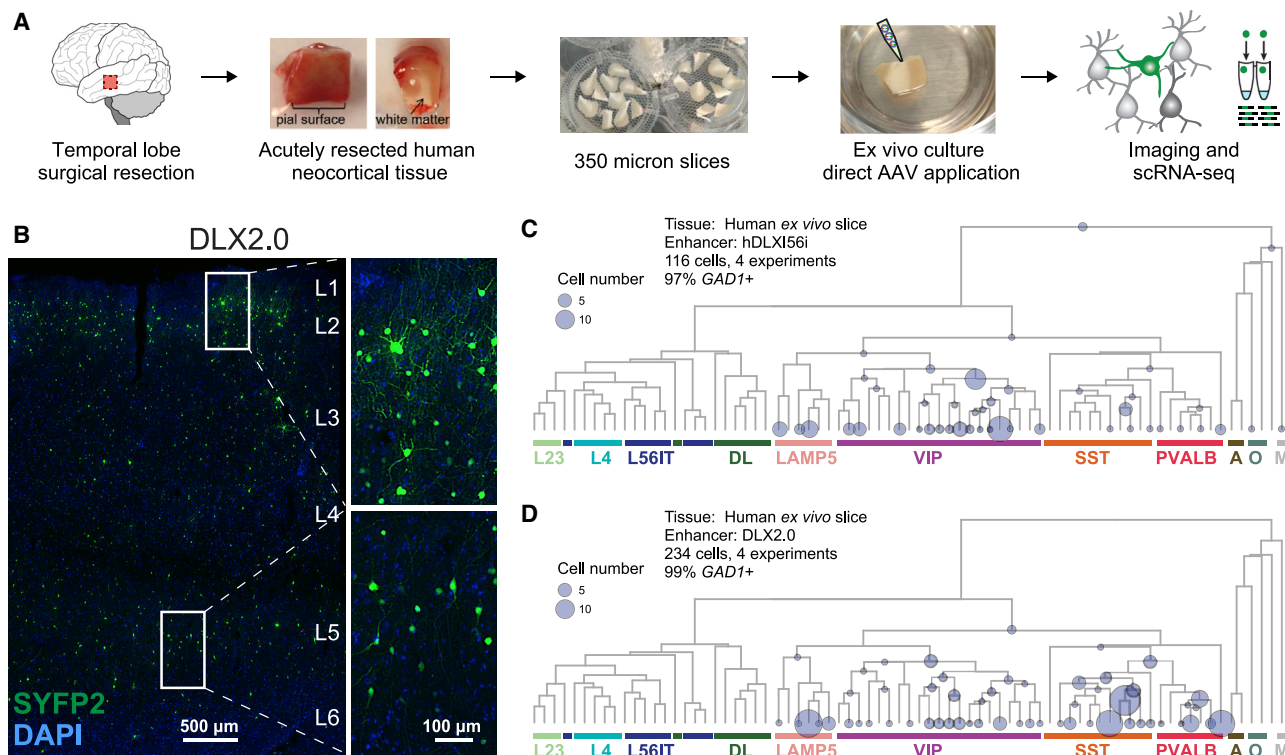 A
pial surface
white matter
Temporal lobe
surgical resection
Acutely resected human
neocortical tissue
350 micron slices
Ex vivo culture
direct AAV application
Imaging and
scRNA-seq
B
DLX2.0
L1
L2
L3
L4
L5
L6
SYFP2
DAPI
500 µm
100 µm
C
Tissue: Human ex vivo slice
Enhancer: hDLXI56i
116 cells, 4 experiments
97% GAD1+
Cell number
5
10
L23
L4
L56IT
DL
LAMP5
VIP
SST
PVALB
A
O
M
D
Tissue: Human ex vivo slice
Enhancer: DLX2.0
234 cells, 4 experiments
99% GAD1+
Cell number
5
10
L23
L4
L56IT
DL
LAMP5
VIP
SST
PVALB
A
O
M